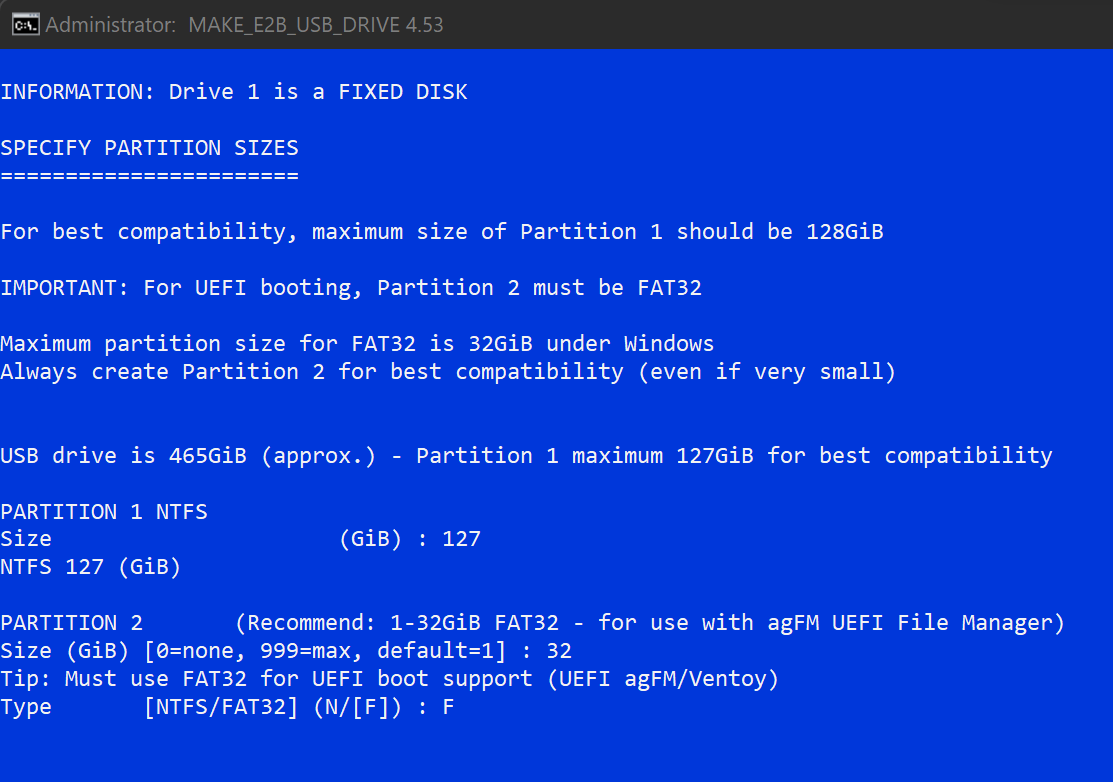 Administrator:  MAKE_E2B_USB_DRIVE 4.53
INFORMATION: Drive 1 is a FIXED DISK
SPECIFY PARTITION SIZES
=======================
For best compatibility, maximum size of Partition 1 should be 128GiB
IMPORTANT: For UEFI booting, Partition 2 must be FAT32
Maximum partition size for FAT32 is 32GiB under Windows
Always create Partition 2 for best compatibility (even if very small)
USB drive is 465GiB (approx.) - Partition 1 maximum 127GiB for best compatibility
PARTITION 1 NTFS
Size                      (GiB) : 127
NTFS 127 (GiB)
PARTITION 2       (Recommend: 1-32GiB FAT32 - for use with agFM UEFI File Manager)
Size (GiB) [0=none, 999=max, default=1] : 32
Tip: Must use FAT32 for UEFI boot support (UEFI agFM/Ventoy)
Type       [NTFS/FAT32] (N/[F]) : F